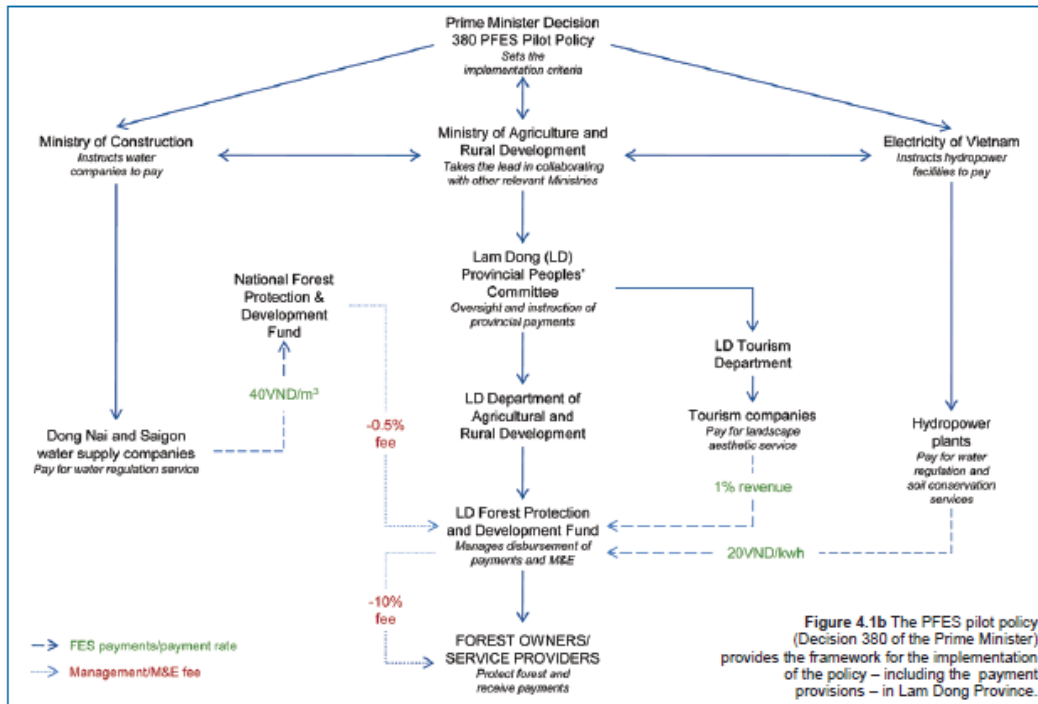 Prime Minister Decision
380 PFES Pilot Policy
Sets the
implementation criteria
Ministry of Construction
Instructs water
companies to pay
Ministry of Agriculture and
Rural Development
Takes the lead in collaborating
with other relevant Ministries
Electricity of Vietnam
Instructs hydropower
facilities to pay
National Forest
Protection &
Development
Fund
Lam Dong (LD)
Provincial Peoples'
Committee
Oversight and instruction of
provincial payments
LD Tourism
Department
40VND/m³
-0.5%
fee
LD Department of
Agricultural and
Rural Development
Tourism companies
Pay for landscape
aesthetic service
Dong Nai and Saigon
water supply companies
Pay for water regulation service
Hydropower
plants
Pay for water
regulation and
soil conservation
services
1% revenue
LD Forest Protection
and Development Fund
Manages disbursement of
payments and M&E
20VND/kwh
-10%
fee
FOREST OWNERS/
SERVICE PROVIDERS
Protect forest and
receive payments
FES payments/payment rate
Management/M&E fee
Figure 4.1b The PFES pilot policy
(Decision 380 of the Prime Minister)
provides the framework for the implementation
of the policy – including the payment
provisions – in Lam Dong Province.